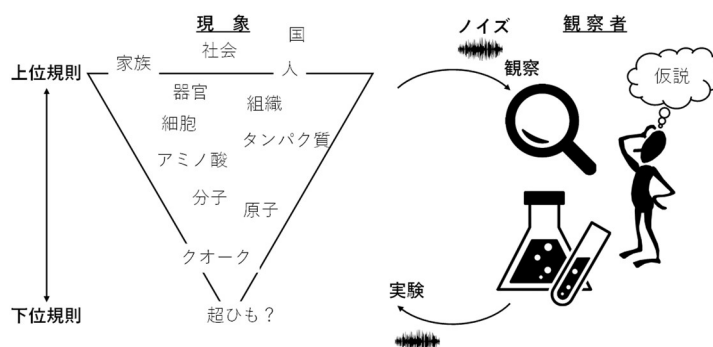 現 象
国
社会
家族
人
上位規則
器官
組織
細胞
タンパク質
アミノ酸
分子
原子
クオーク
下位規則
超ひも？
ノイズ
観 察 者
観察
仮説
実験